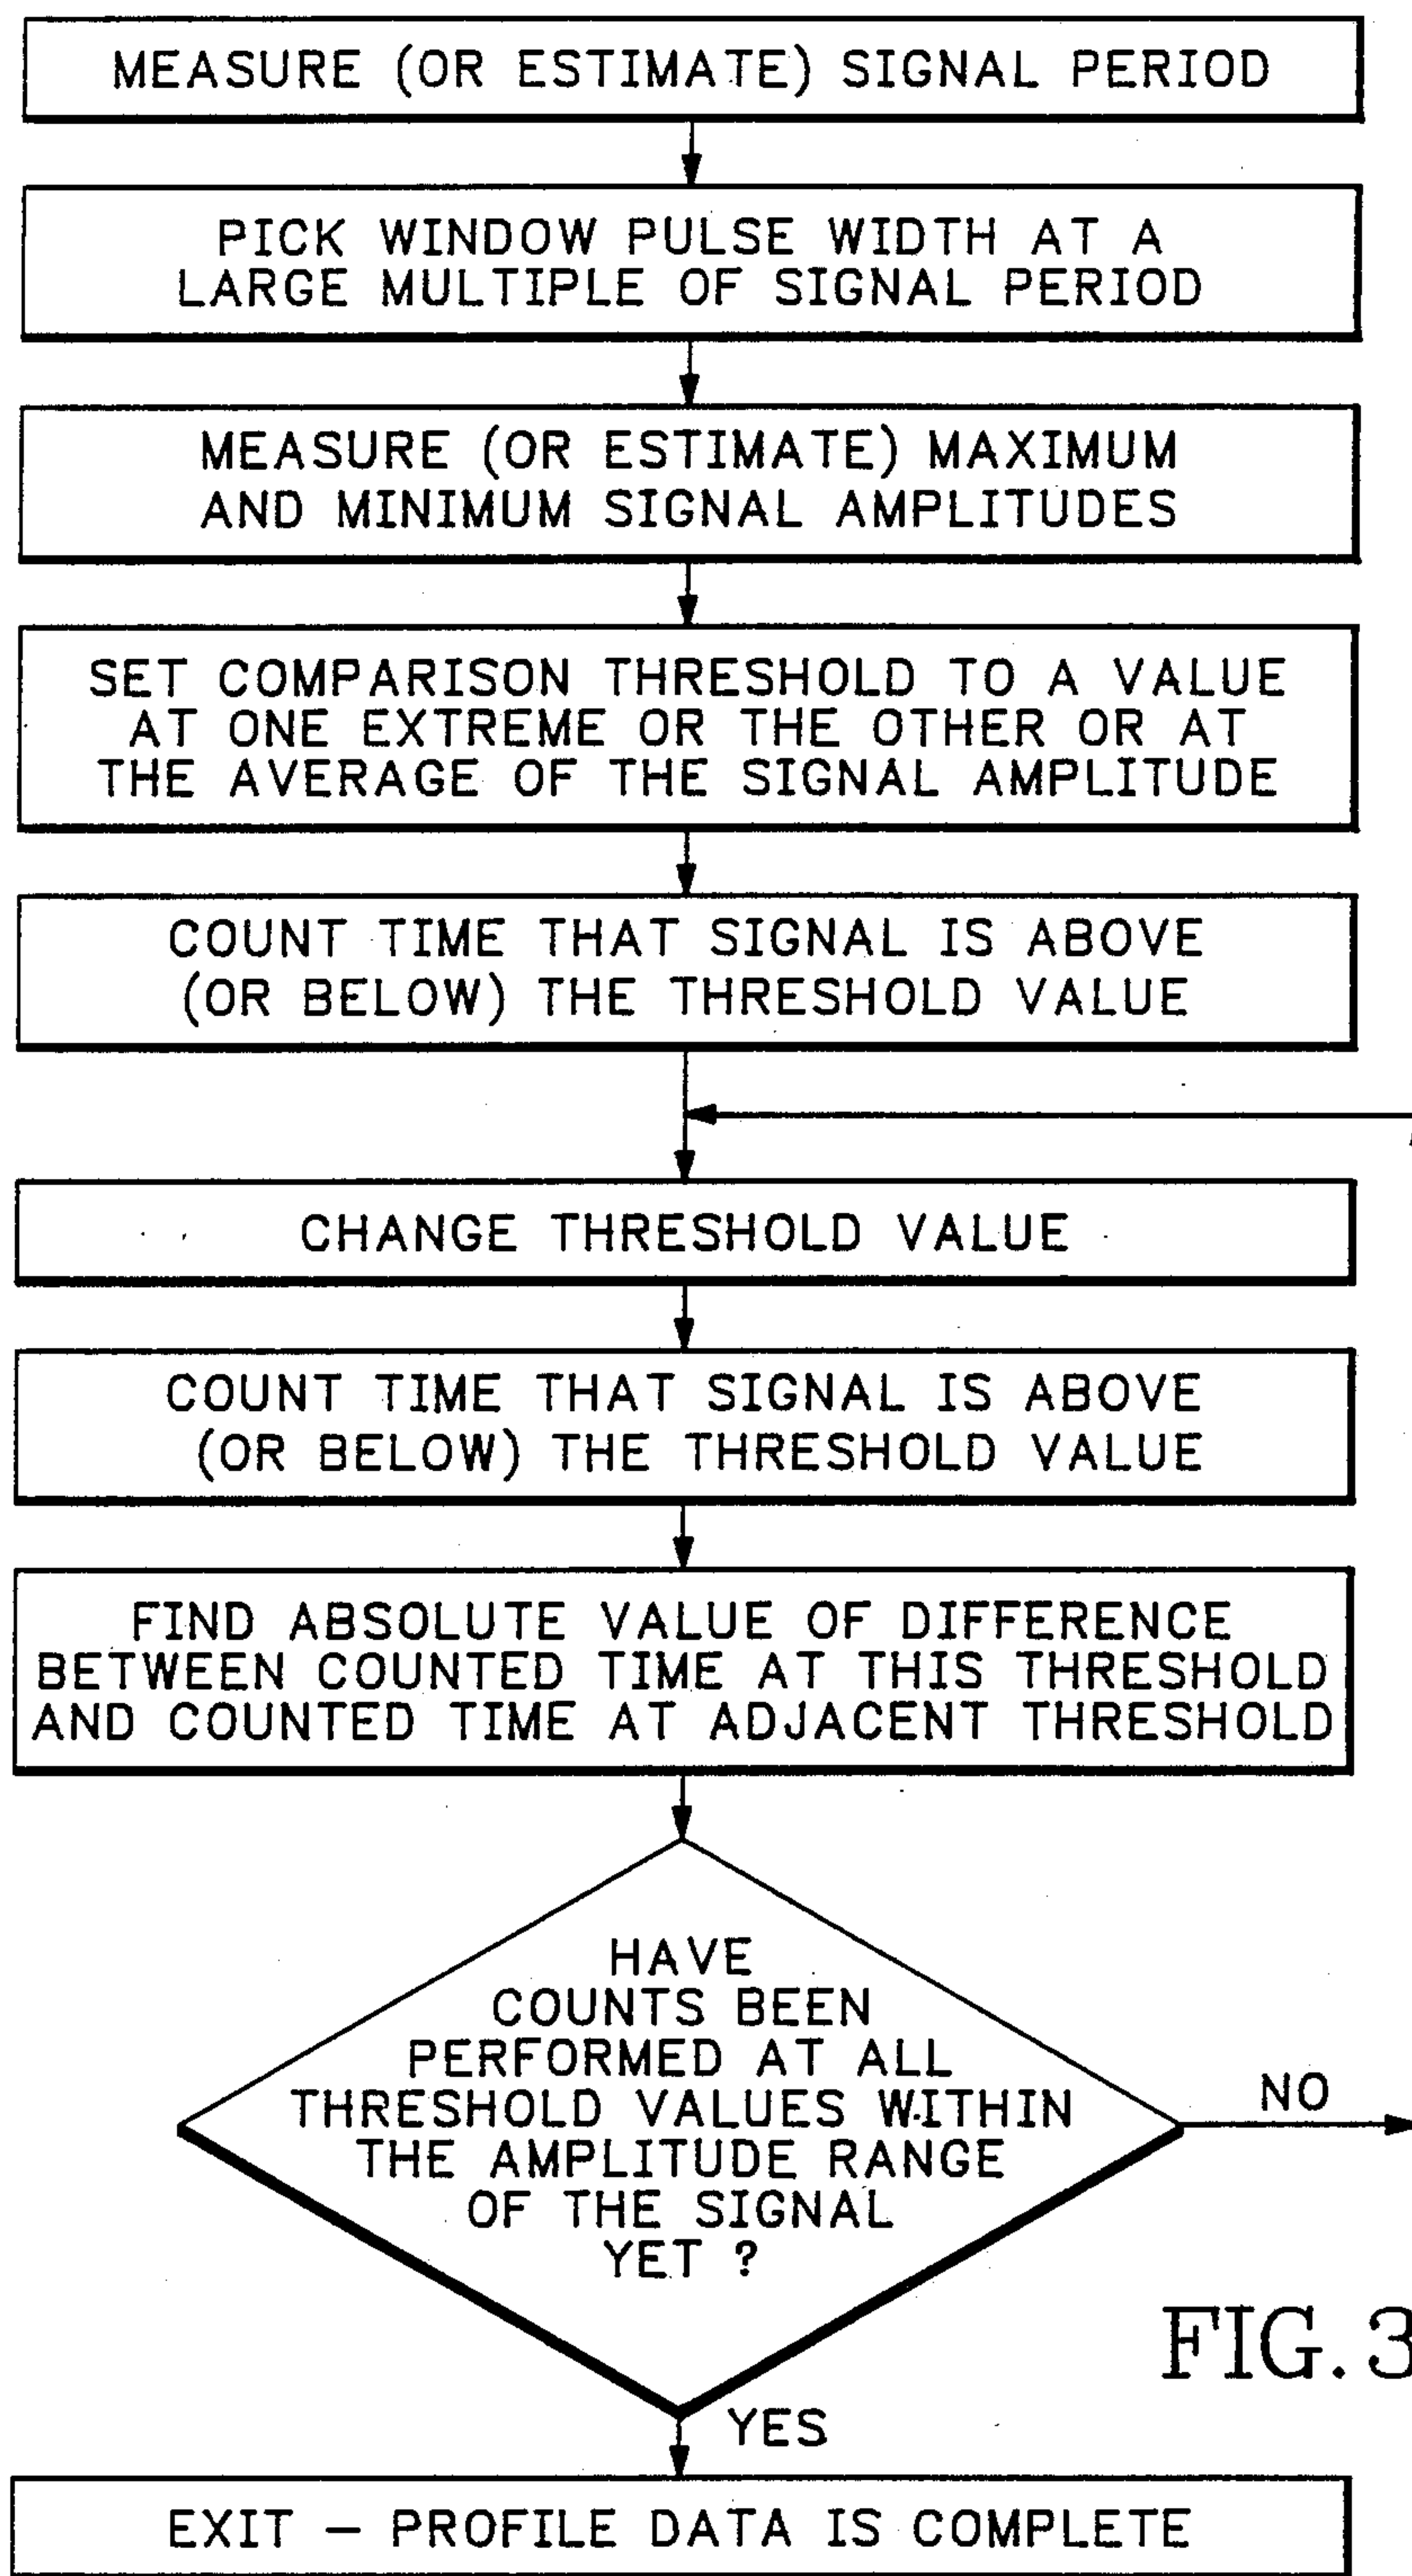 MEASURE (OR ESTIMATE) SIGNAL PERIOD
PICK WINDOW PULSE WIDTH AT A
LARGE MULTIPLE OF SIGNAL PERIOD
MEASURE (OR ESTIMATE) MAXIMUM
AND MINIMUM SIGNAL AMPLITUDES
SET COMPARISON THRESHOLD TO A VALUE
AT ONE EXTREME OR THE OTHER OR AT
THE AVERAGE OF THE SIGNAL AMPLITUDE
COUNT TIME THAT SIGNAL IS ABOVE
(OR BELOW) THE THRESHOLD VALUE
CHANGE THRESHOLD VALUE
COUNT TIME THAT SIGNAL IS ABOVE
(OR BELOW) THE THRESHOLD VALUE
FIND ABSOLUTE VALUE OF DIFFERENCE
BETWEEN COUNTED TIME AT THIS THRESHOLD
AND COUNTED TIME AT ADJACENT THRESHOLD
HAVE
COUNTS BEEN
PERFORMED AT ALL
THRESHOLD VALUES WITHIN
THE AMPLITUDE RANGE
OF THE SIGNAL
YET ?
NO
FIG. 3
YES
EXIT – PROFILE DATA IS COMPLETE